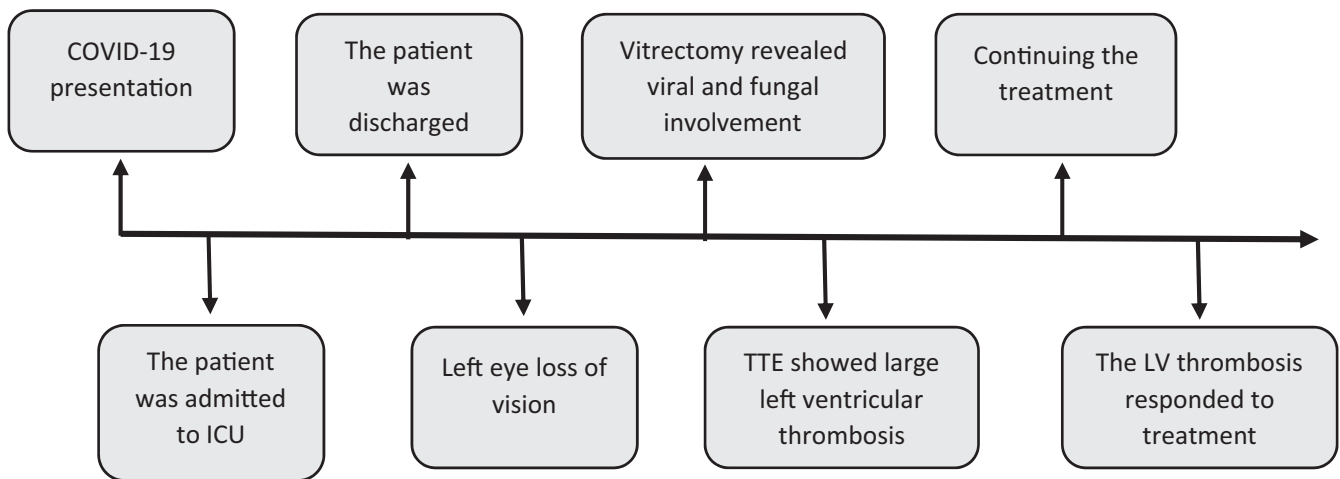 COVID-19
presentation
The patient
was
discharged
Vitrectomy revealed
viral and fungal
involvement
Continuing the
treatment
The patient
was admitted
to ICU
Left eye loss of
vision
TTE showed large
left ventricular
thrombosis
The LV thrombosis
responded to
treatment